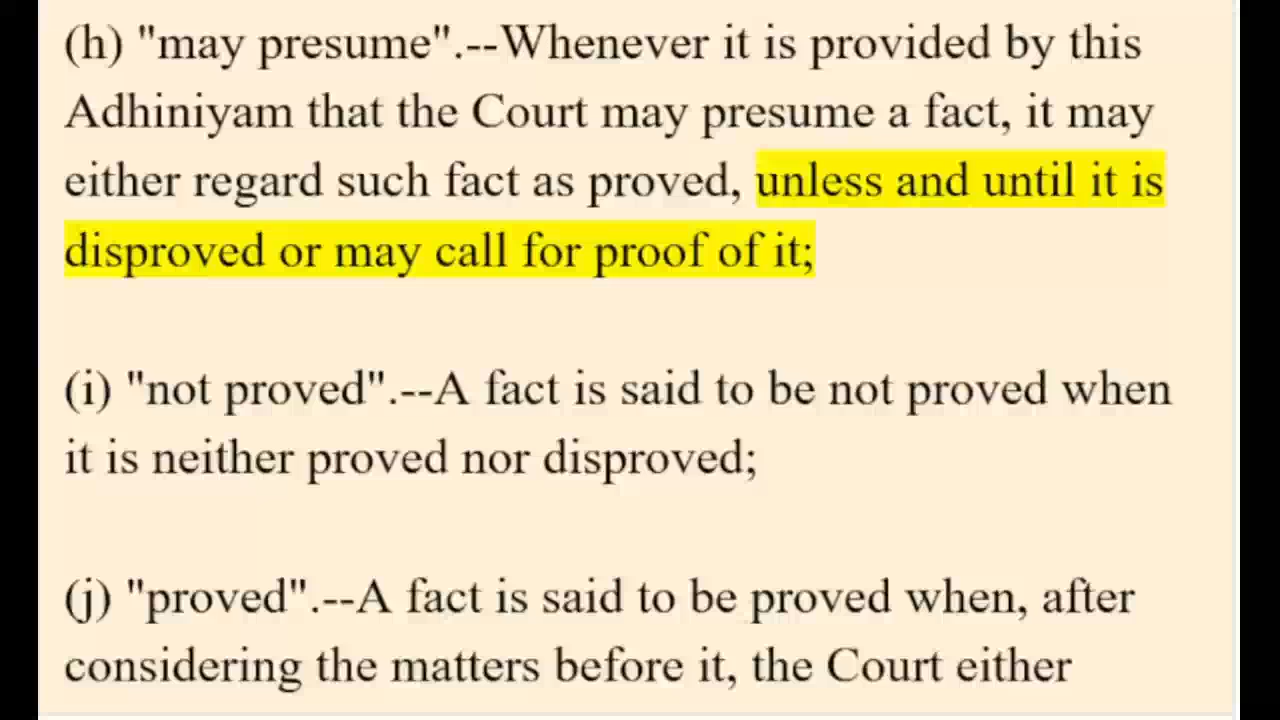 (h) "may presume".--Whenever it is provided by this
Adhiniyam that the Court may presume a fact, it may
either regard such fact as proved, unless and until it is
disproved or may call for proof of it;
(i) "not proved".--A fact is said to be not proved when
it is neither proved nor disproved;
(j) "proved".--A fact is said to be proved when, after
considering the matters before it, the Court either